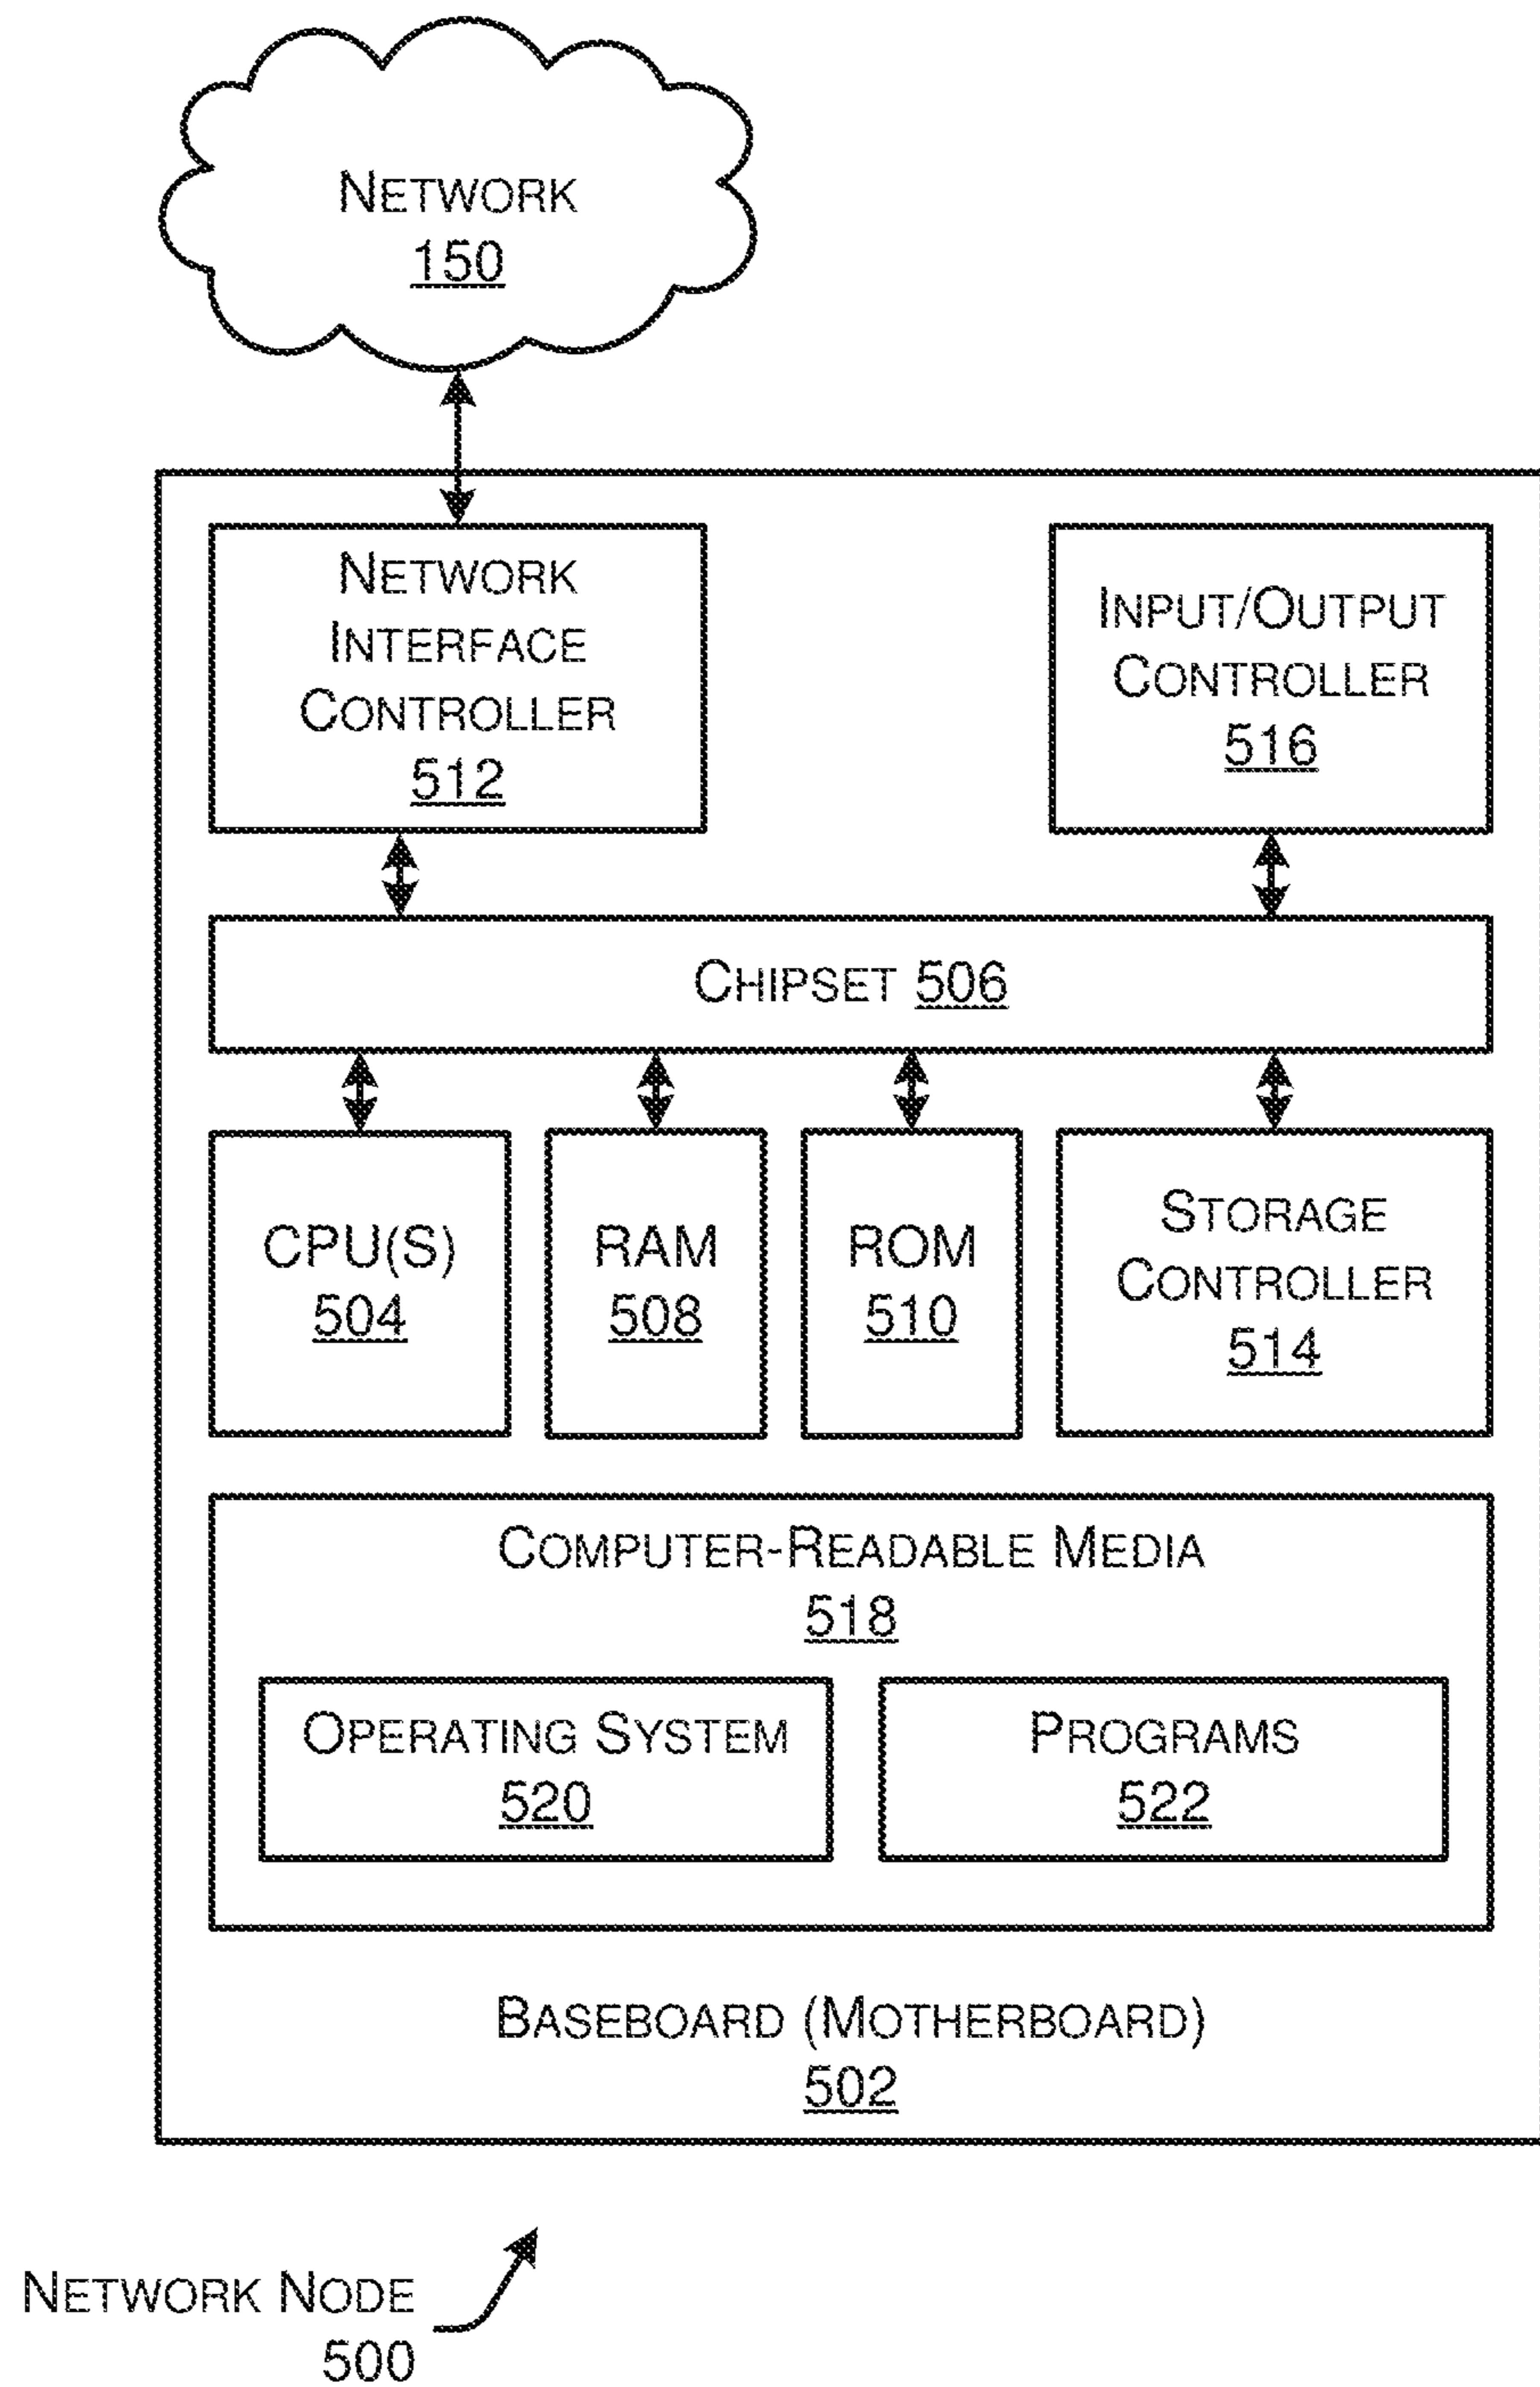 NETWORK
150
NETWORK
INTERFACE
CONTROLLER
512
INPUT/OUTPUT
CONTROLLER
516
CHIPSET 506
CPU(S)
504
RAM
508
ROM
510
STORAGE
CONTROLLER
514
COMPUTER-READABLE MEDIA
518
OPERATING SYSTEM
520
PROGRAMS
522
BASEBOARD (MOTHERBOARD)
502
NETWORK NODE
500